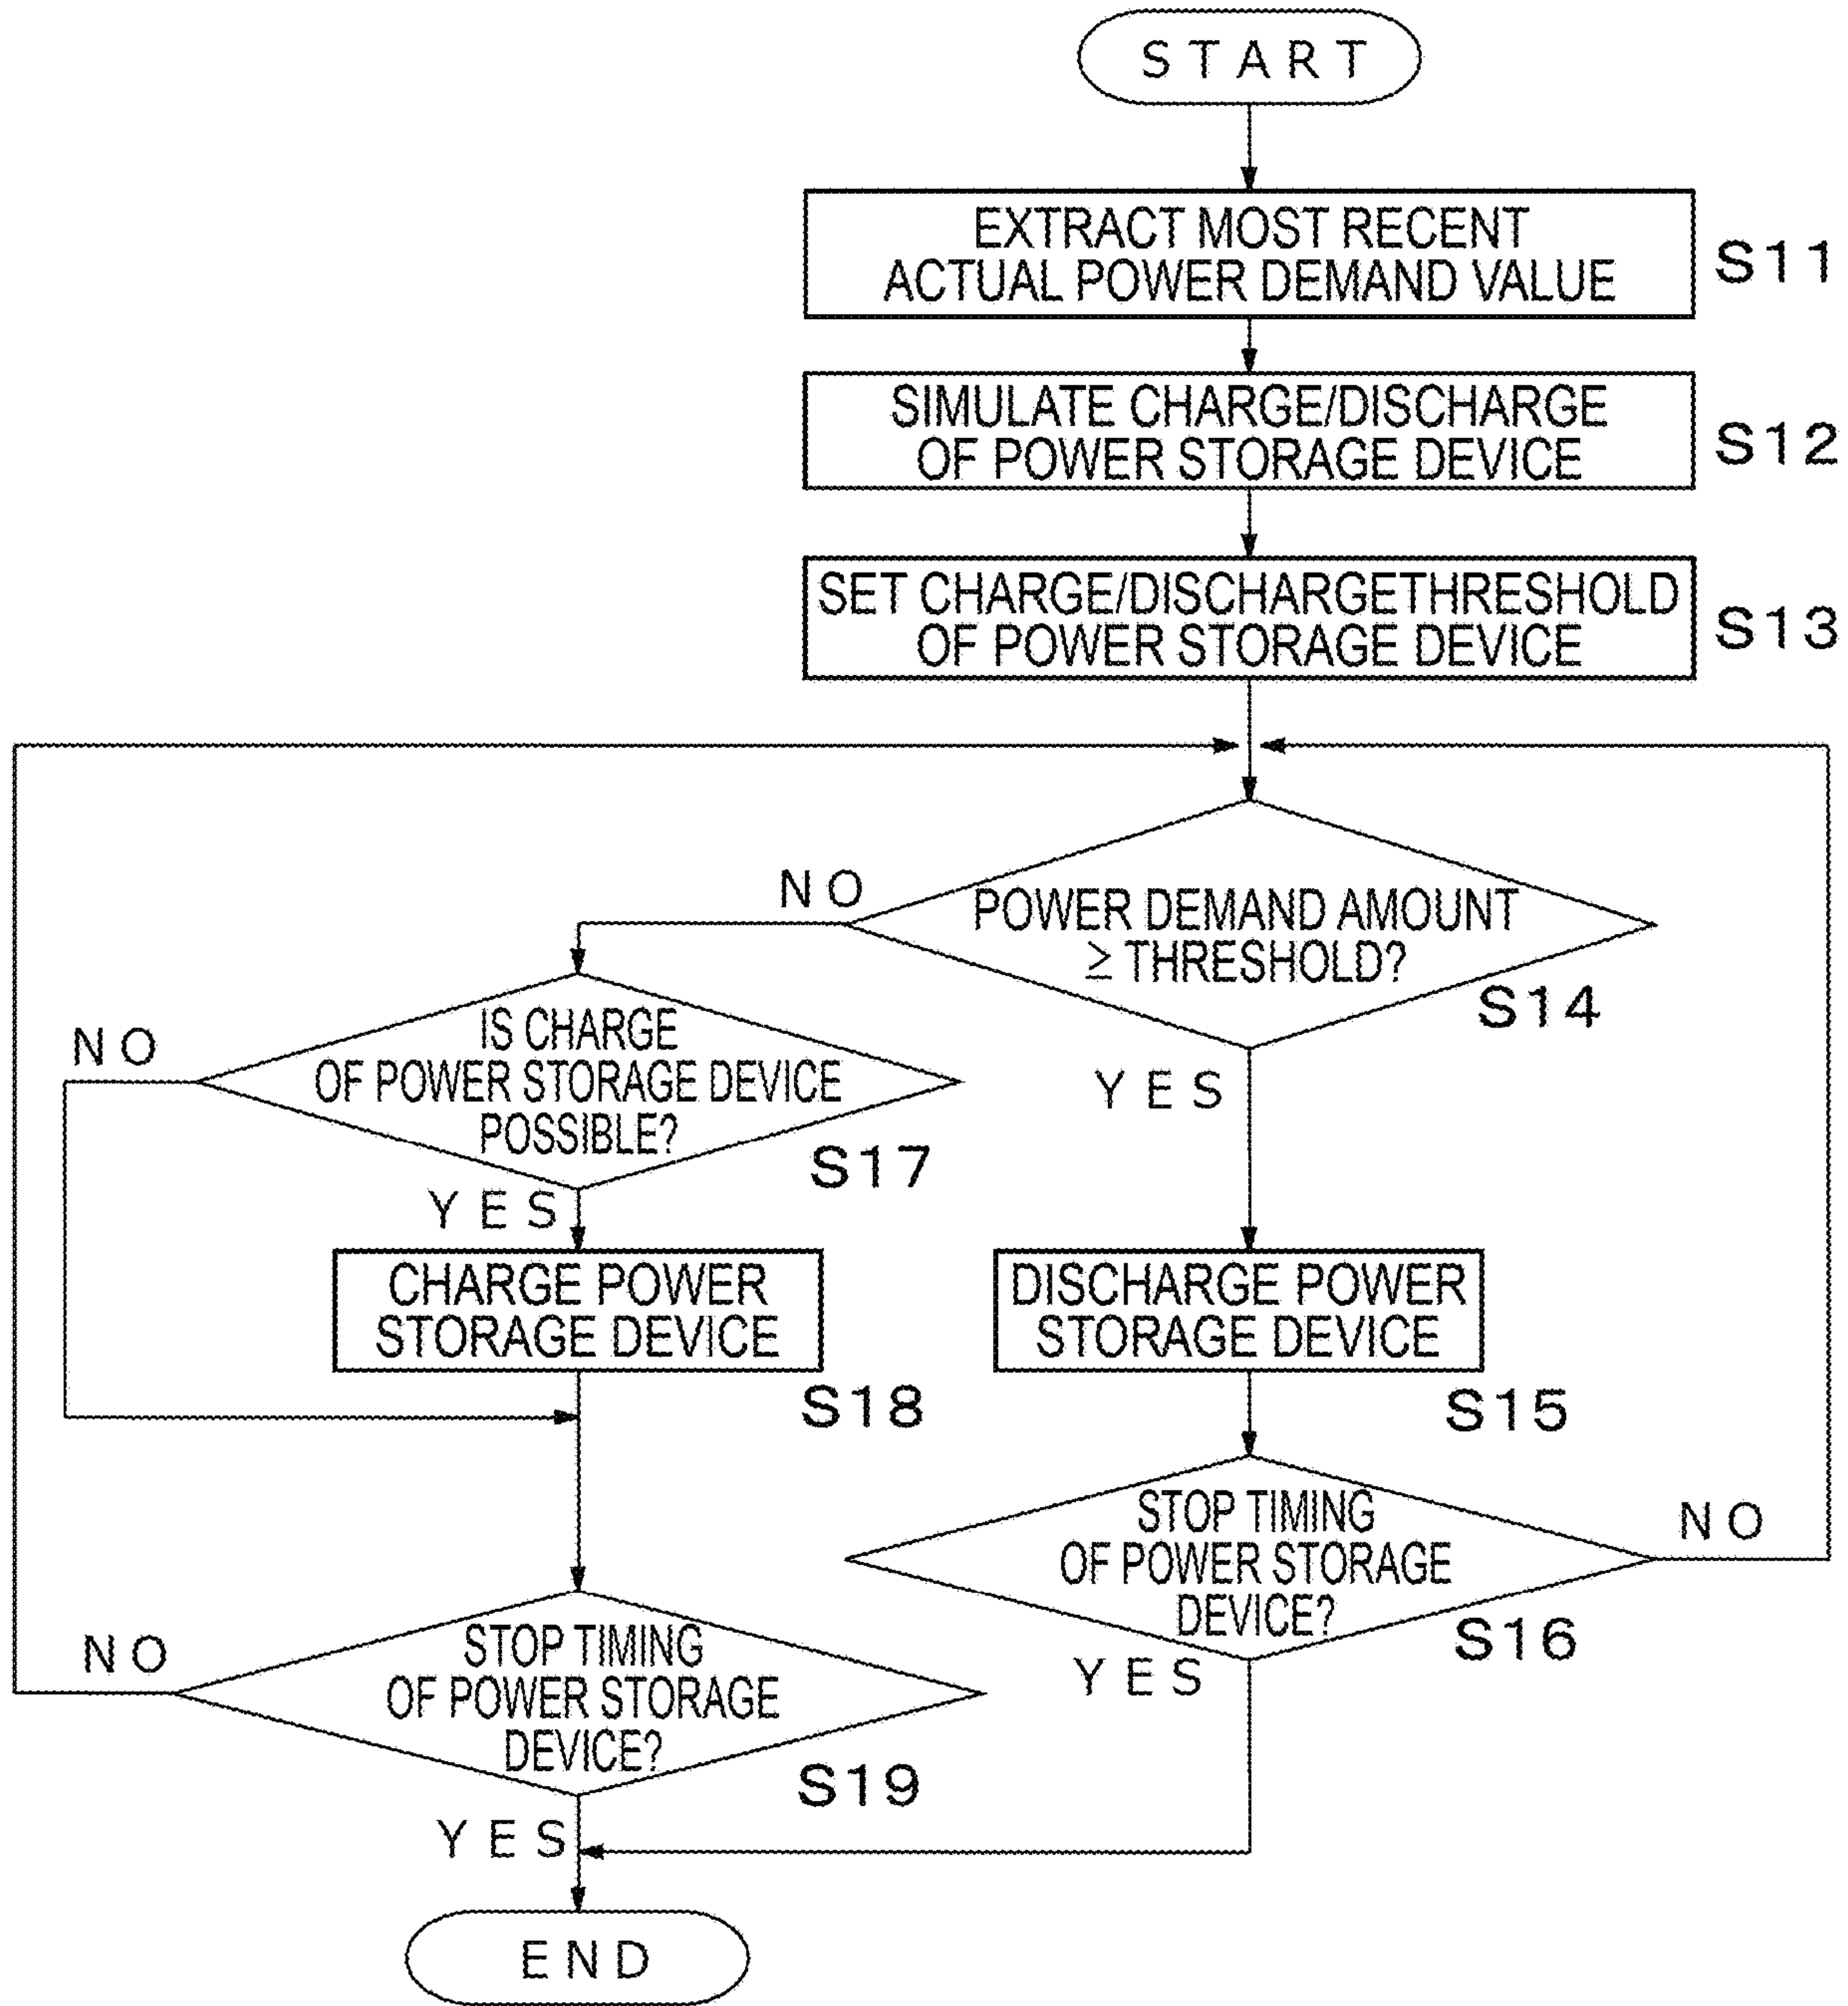 START
EXTRACT MOST RECENT
ACTUAL POWER DEMAND VALUE
S11
SIMULATE CHARGE/DISCHARGE
OF POWER STORAGE DEVICE
S12
SET CHARGE/DISCHARGETHRESHOLD
OF POWER STORAGE DEVICE
S13
POWER DEMAND AMOUNT
≥ THRESHOLD?
S14
NO
YES
IS CHARGE
OF POWER STORAGE DEVICE
POSSIBLE?
S17
NO
YES
CHARGE POWER
STORAGE DEVICE
S18
DISCHARGE POWER
STORAGE DEVICE
S15
STOP TIMING
OF POWER STORAGE
DEVICE?
S16
NO
YES
STOP TIMING
OF POWER STORAGE
DEVICE?
S19
NO
YES
END